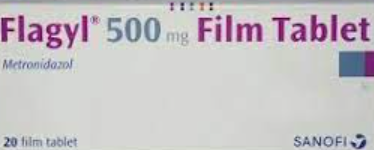 Flagyl® 500 mg Film Tablet
Metronidazol
20 film tablet
SANOFI